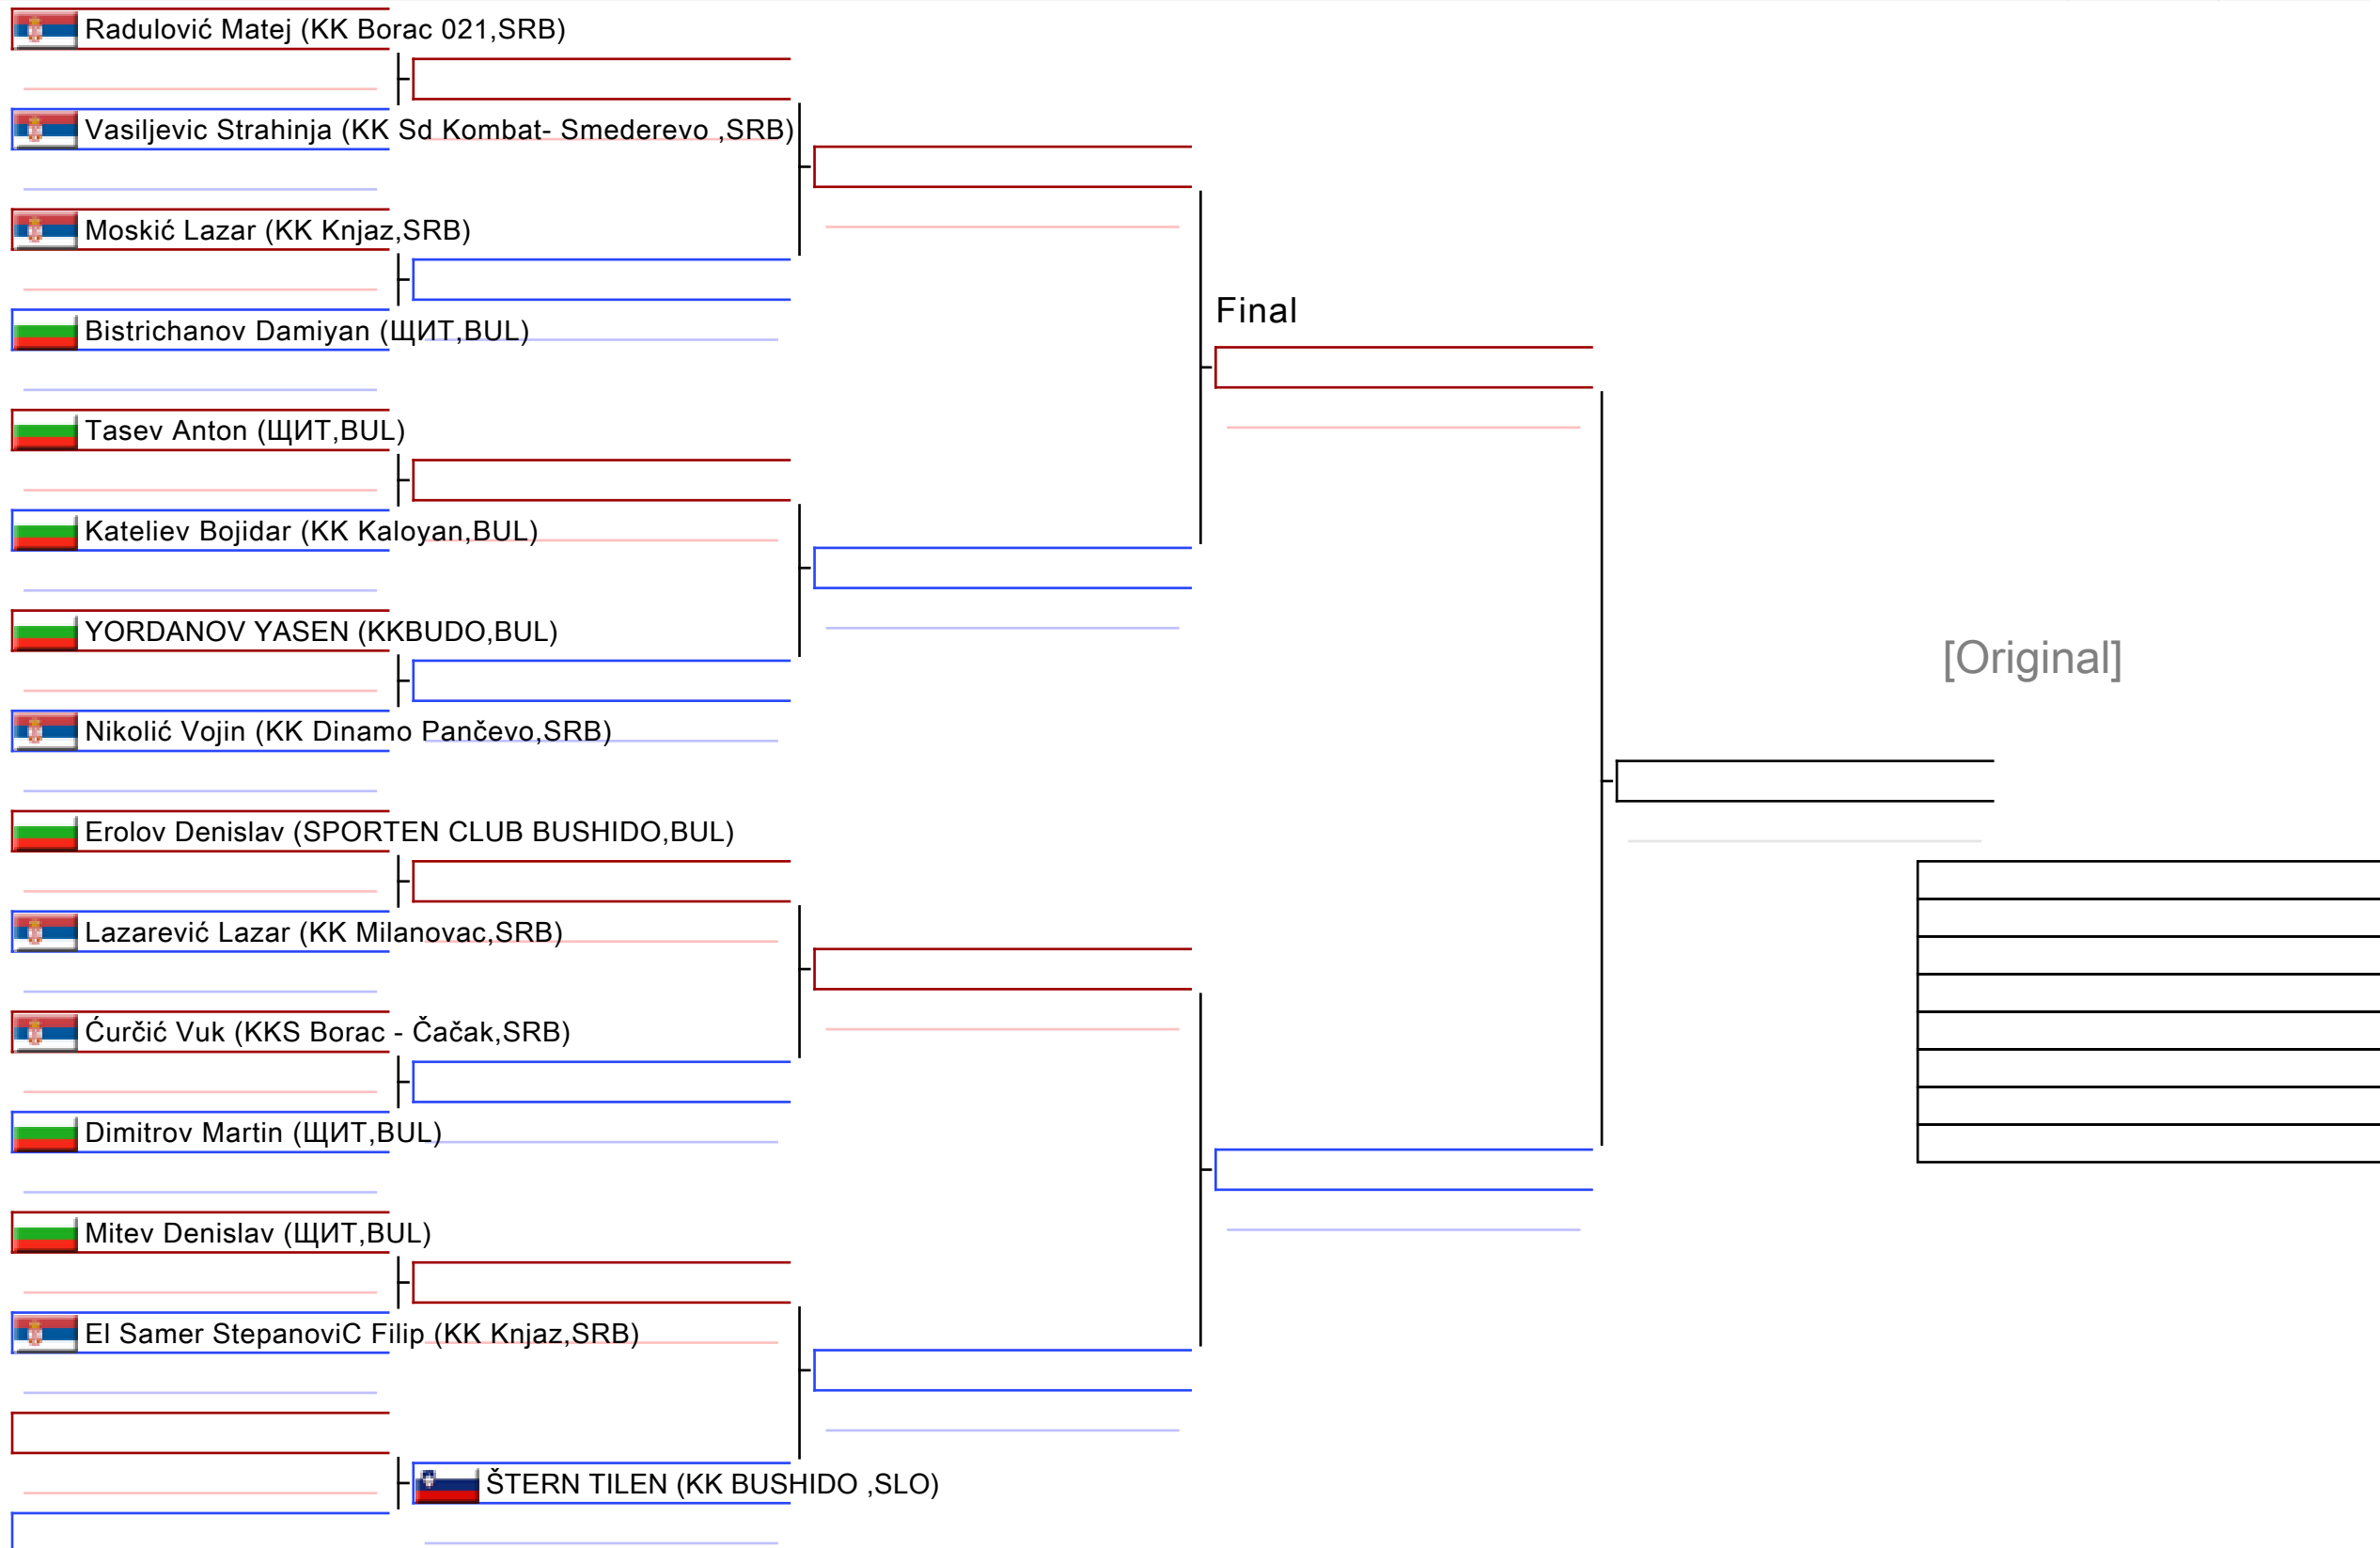 Radulović Matej (KK Borac 021,SRB)
Vasiljevic Strahinja (KK Sd Kombat- Smederevo ,SRB)
Moskić Lazar (KK Knjaz,SRB)
Final
Bistrichanov Damiyan (ЩИТ,BUL)
Tasev Anton (ЩИТ,BUL)
Kateliev Bojidar (KK Kaloyan,BUL)
YORDANOV YASEN (KKBUDO,BUL)
[Original]
Nikolić Vojin (KK Dinamo Pančevo,SRB)
Erolov Denislav (SPORTEN CLUB BUSHIDO,BUL)
Lazarević Lazar (KK Milanovac,SRB)
Ćurčić Vuk (KKS Borac - Čačak,SRB)
Dimitrov Martin (ЩИТ,BUL)
Mitev Denislav (ЩИТ,BUL)
El Samer StepanoviC Filip (KK Knjaz,SRB)
ŠTERN TILEN (KK BUSHIDO ,SLO)